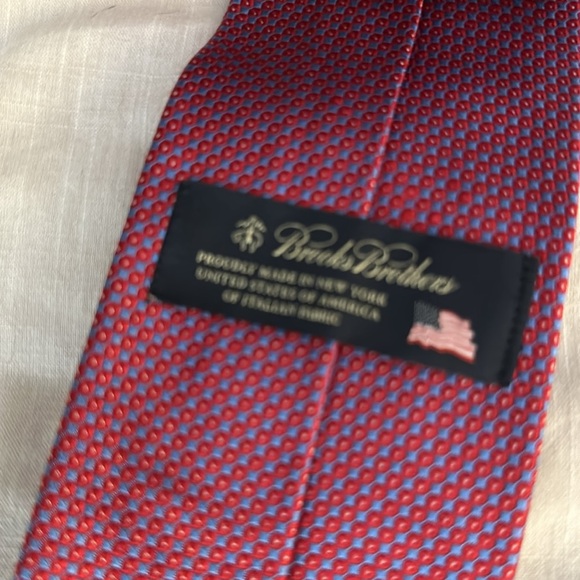 Brooks Brothers
PROUDLY MADE IN NEW YORK
UNITED STATES OF AMERICA
OF ITALIAN FABRIC